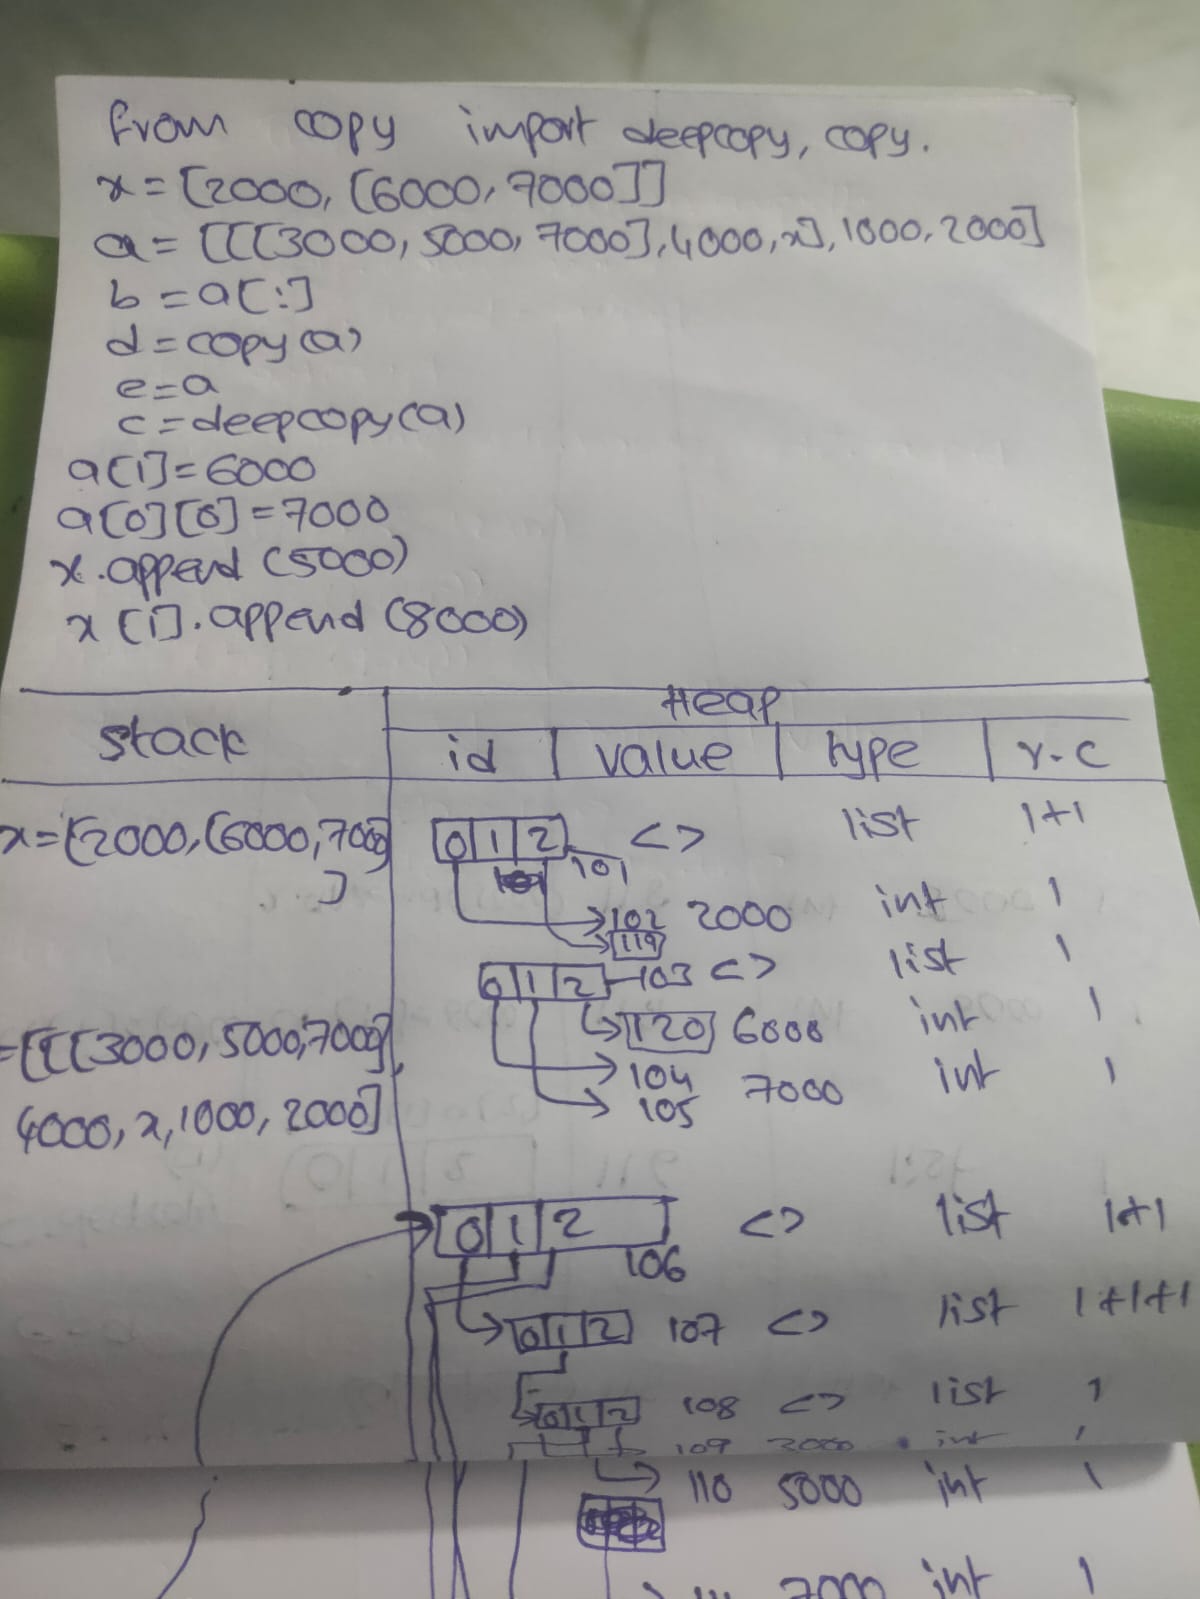 from copy import deepcopy, copy.
x = [2000, [6000, 7000]]
a = [[[3000, 5000, 7000], 4000, x], 1000, 2000]
b = a[:]
d = copy(a)
e = a
c = deepcopy(a)
a[1] = 6000
a[0][0] = 7000
x.append(5000)
x[1].append(8000)
Heap
stack id value type r-c
x = [2000, [6000, 700]
]
0 1 2 101 <> list 1+1
102 2000 int 1
119
0 1 2 103 <> list 1
120 6000 int 1
104
105 7000 int 1
= [[[3000, 5000, 7000],
4000, x, 1000, 2000]
0 1 2 106 <> list 1+1
0 1 2 107 <> list 1+1+1
0 1 2 108 <> list 1
109 int 1
110 5000 int 1
7000 int 1